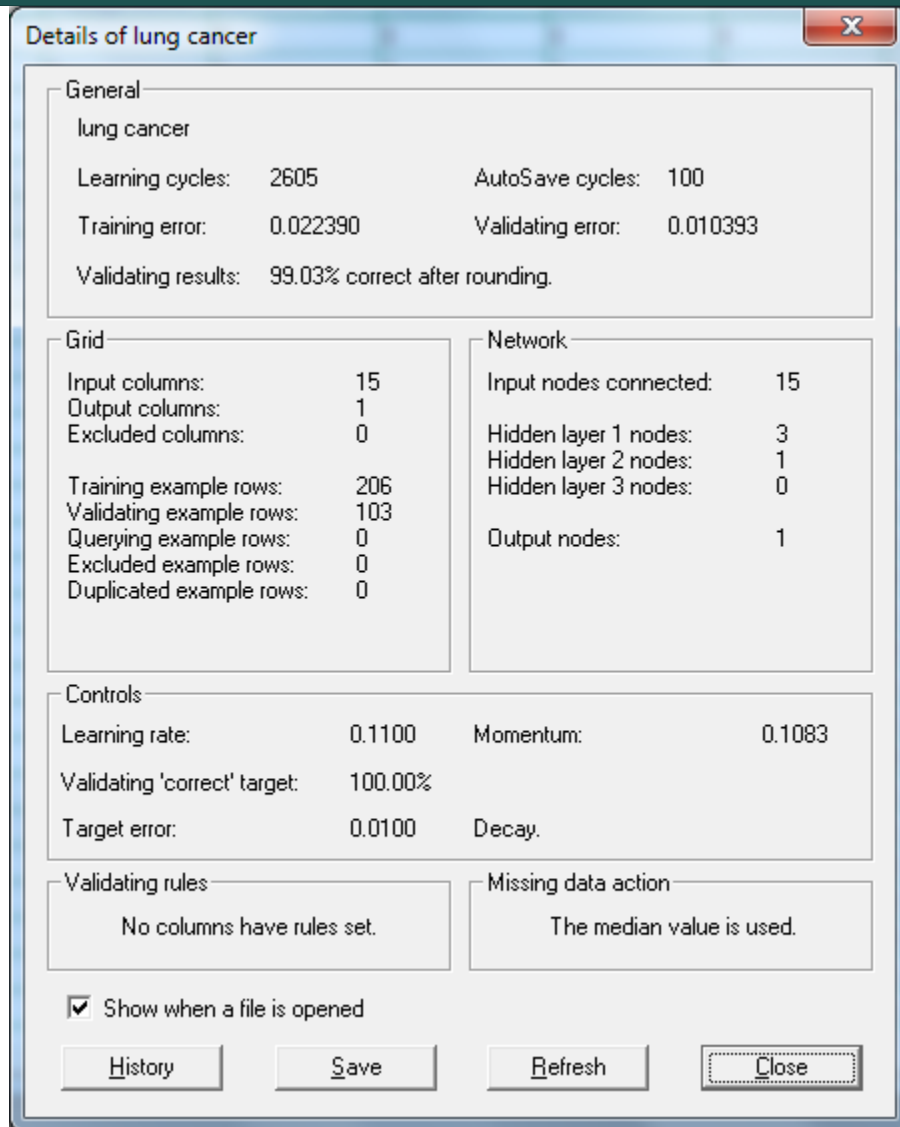 Details of lung cancer
General
lung cancer
Learning cycles: 2605 AutoSave cycles: 100
Training error: 0.022390 Validating error: 0.010393
Validating results: 99.03% correct after rounding.
Grid
Input columns: 15
Output columns: 1
Excluded columns: 0
Training example rows: 206
Validating example rows: 103
Querying example rows: 0
Excluded example rows: 0
Duplicated example rows: 0
Network
Input nodes connected: 15
Hidden layer 1 nodes: 3
Hidden layer 2 nodes: 1
Hidden layer 3 nodes: 0
Output nodes: 1
Controls
Learning rate: 0.1100 Momentum: 0.1083
Validating 'correct' target: 100.00%
Target error: 0.0100 Decay.
Validating rules
No columns have rules set.
Missing data action
The median value is used.
Show when a file is opened
History Save Refresh Close